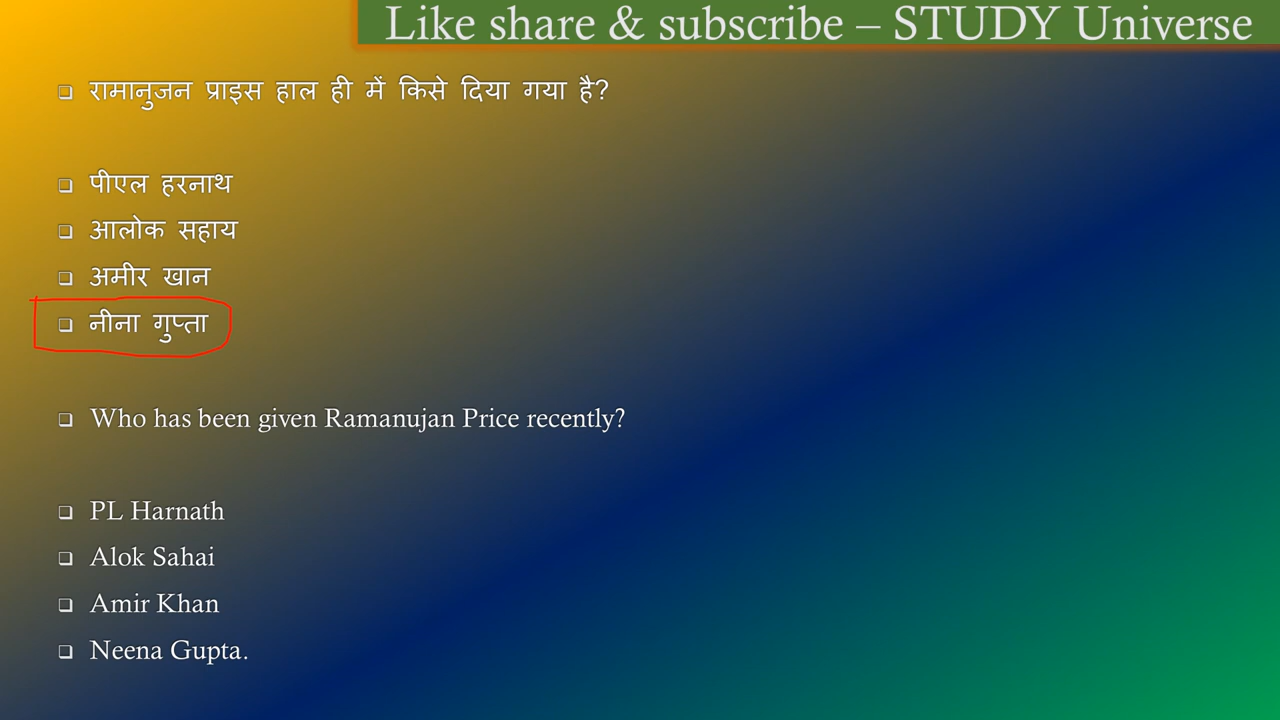 Like share & subscribe – STUDY Universe
रामानुजन प्राइस हाल ही में किसे दिया गया है?
पीएल हरनाथ
आलोक सहाय
अमीर खान
नीना गुप्ता
Who has been given Ramanujan Price recently?
PL Harnath
Alok Sahai
Amir Khan
Neena Gupta.